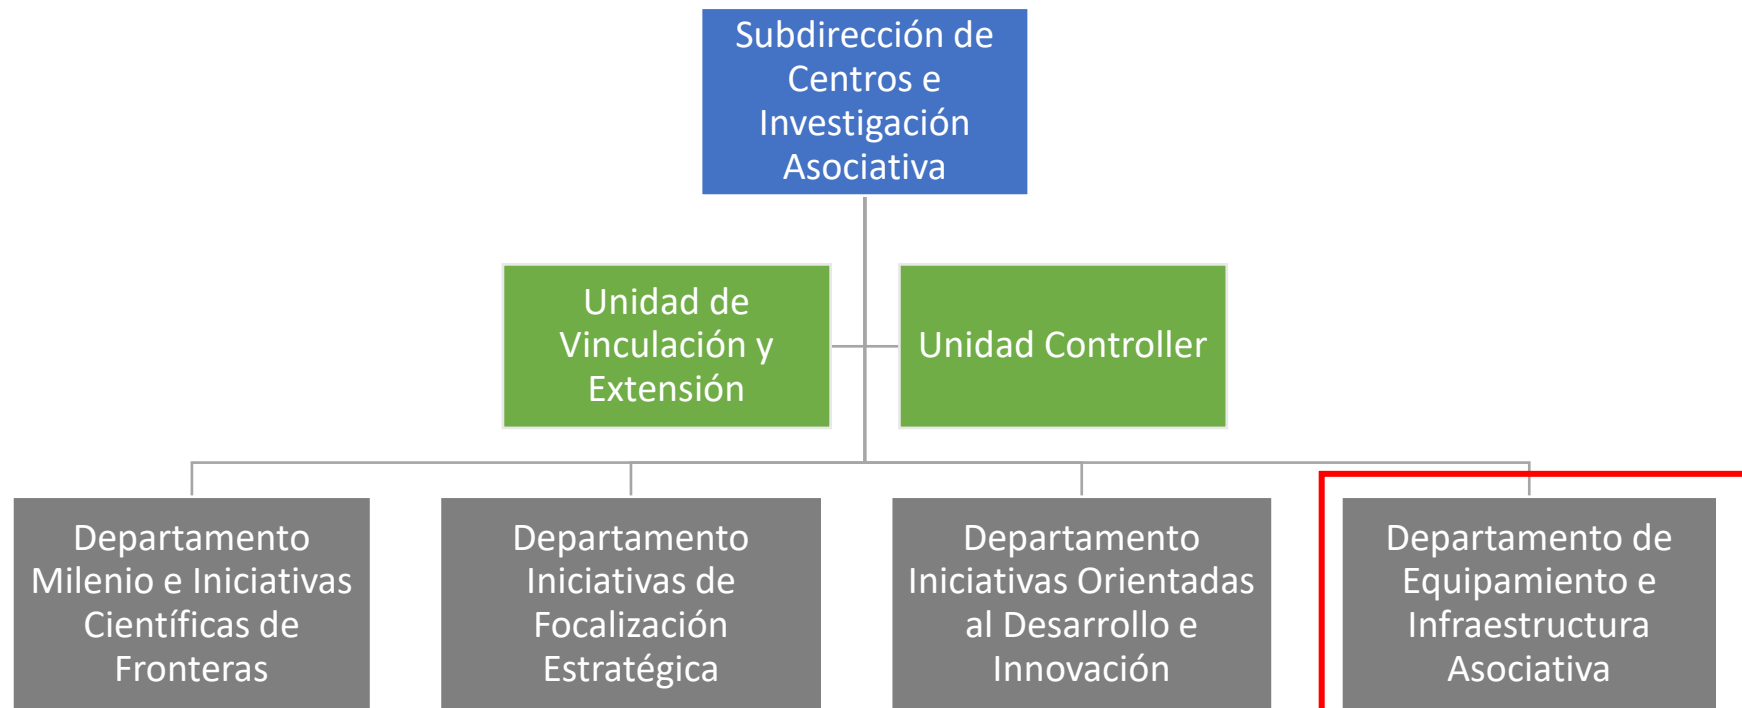 Subdirección de
Centros e
Investigación
Asociativa
Unidad de
Vinculación y
Extensión
Unidad Controller
Departamento
Milenio e Iniciativas
Científicas de
Fronteras
Departamento
Iniciativas de
Focalización
Estratégica
Departamento
Iniciativas Orientadas
al Desarrollo e
Innovación
Departamento de
Equipamiento e
Infraestructura
Asociativa